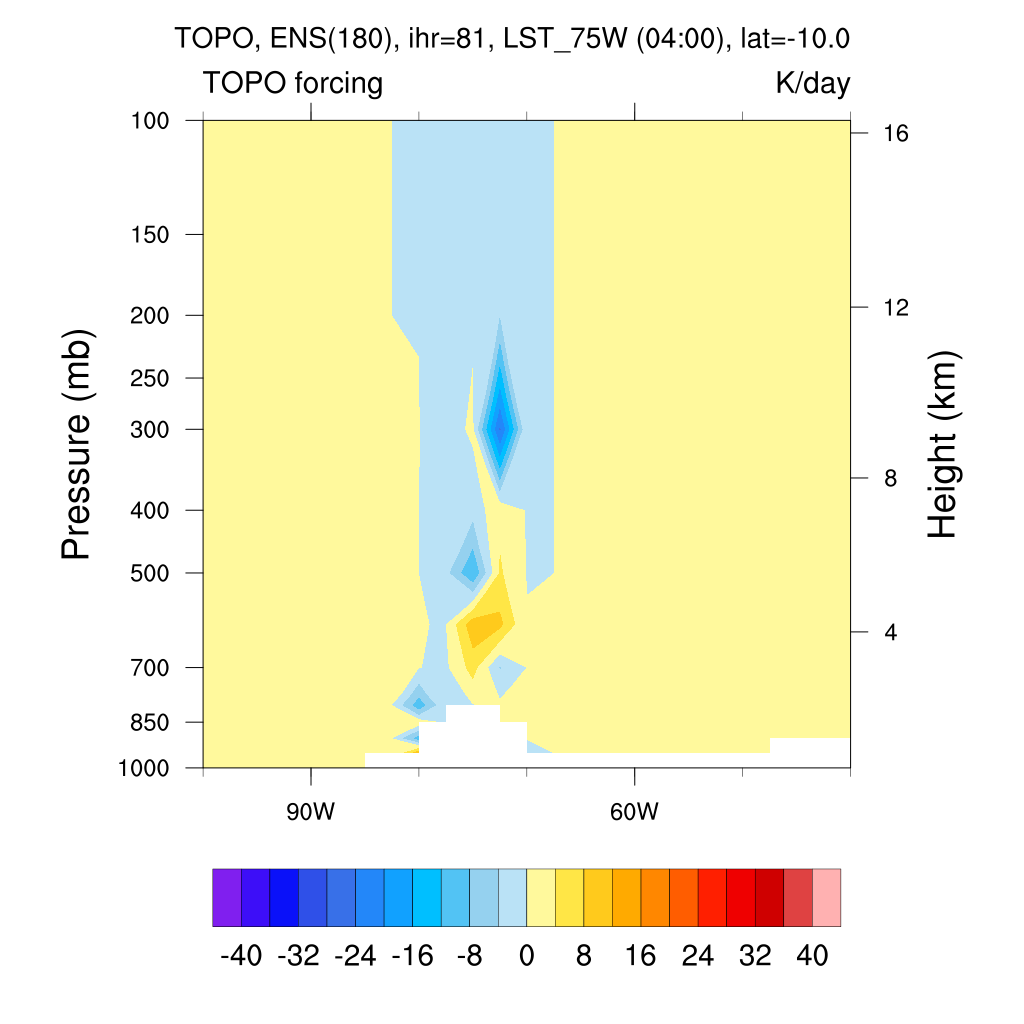 TOPO, ENS(180), ihr=81, LST_75W (04:00), lat=-10.0
TOPO forcing K/day
100
150
200
250
300
400
500
700
850
1000
Pressure (mb)
16
12
8
4
Height (km)
90W 60W
-40 -32 -24 -16 -8 0 8 16 24 32 40